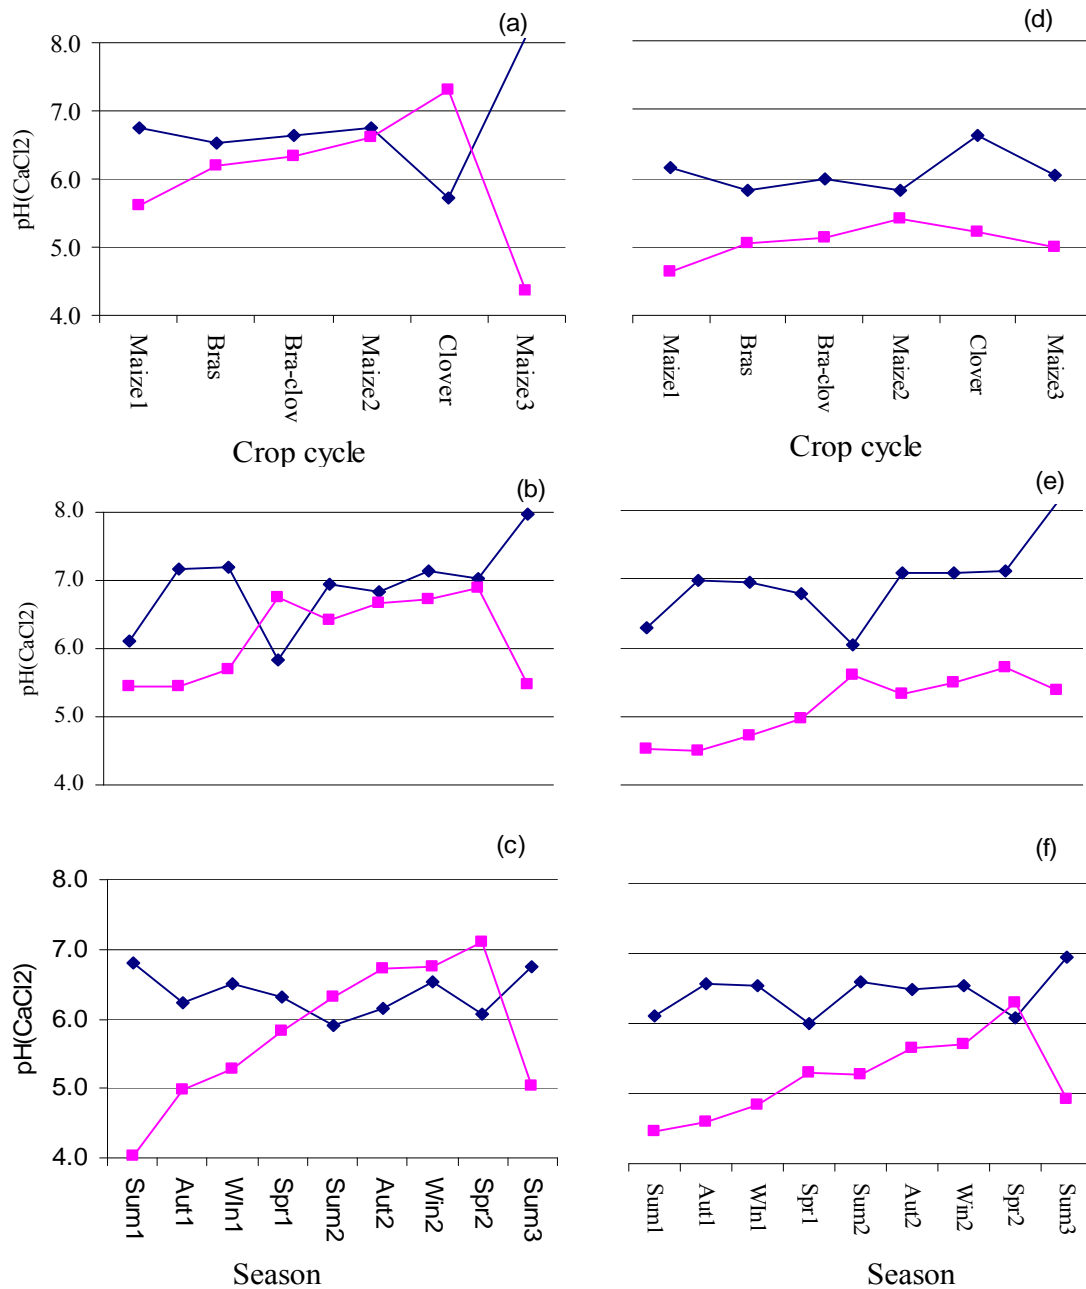 (a)
8.0
7.0
6.0
5.0
4.0
pH(CaCl2)
Maize1
Bras
Bra-clov
Maize2
Clover
Maize3
Crop cycle
(d)
Maize1
Bras
Bra-clov
Maize2
Clover
Maize3
Crop cycle
(b)
8.0
7.0
6.0
5.0
4.0
pH(CaCl2)
(e)
(c)
8.0
7.0
6.0
5.0
4.0
pH(CaCl2)
Sum1
Aut1
WIn1
Spr1
Sum2
Aut2
Win2
Spr2
Sum3
Season
(f)
Sum1
Aut1
WIn1
Spr1
Sum2
Aut2
Win2
Spr2
Sum3
Season